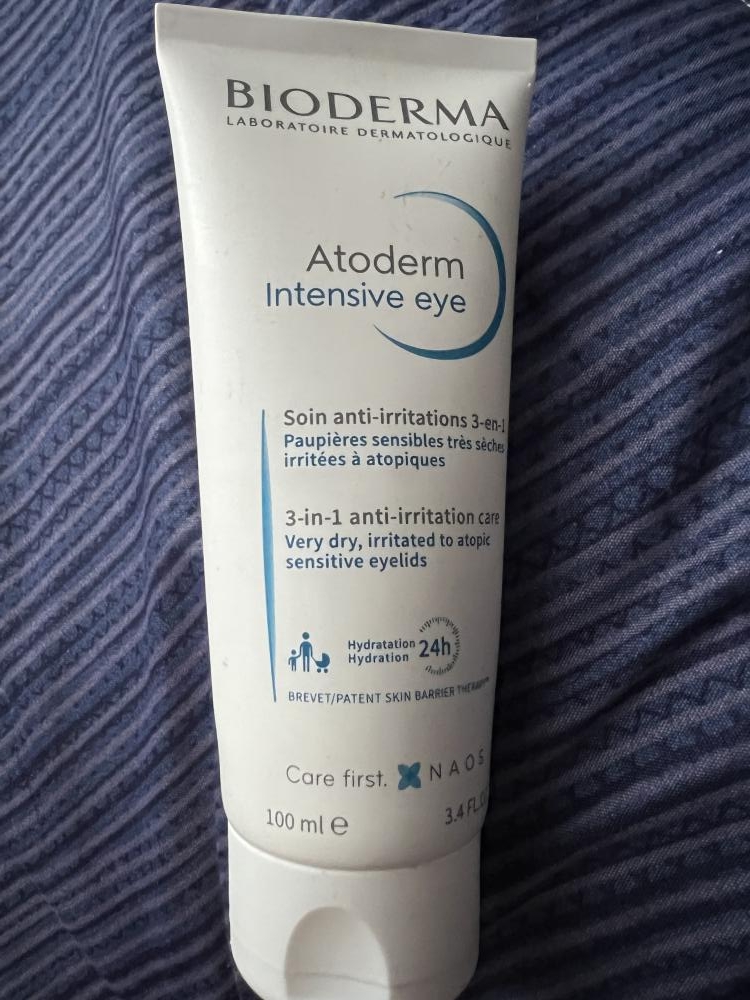 BIODERMA
LABORATOIRE DERMATOLOGIQUE
Atoderm
Intensive eye
Soin anti-irritations 3-en-1
Paupières sensibles très sèches
irritées à atopiques
3-in-1 anti-irritation care
Very dry, irritated to atopic
sensitive eyelids
Hydratation
Hydration
24h
BREVET/PATENT SKIN BARRIER
Care first.
NAOS
100 ml e
3.4 FL.